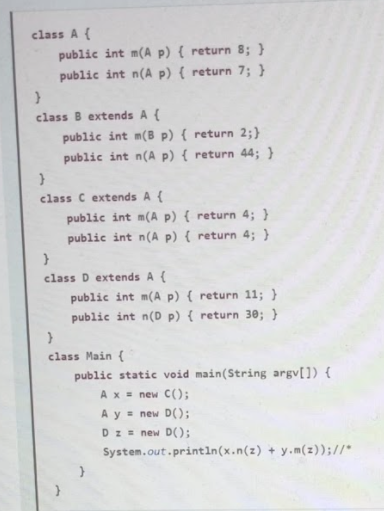 class A {
public int m(A p) { return 8; }
public int n(A p) { return 7; }
}
class B extends A {
public int m(B p) { return 2;}
public int n(A p) { return 44; }
}
class C extends A {
public int m(A p) { return 4; }
public int n(A p) { return 4; }
}
class D extends A {
public int m(A p) { return 11; }
public int n(D p) { return 30; }
}
class Main {
public static void main(String argv[]) {
A x = new C();
A y = new D();
D z = new D();
System.out.println(x.n(z) + y.m(z));//*
}
}